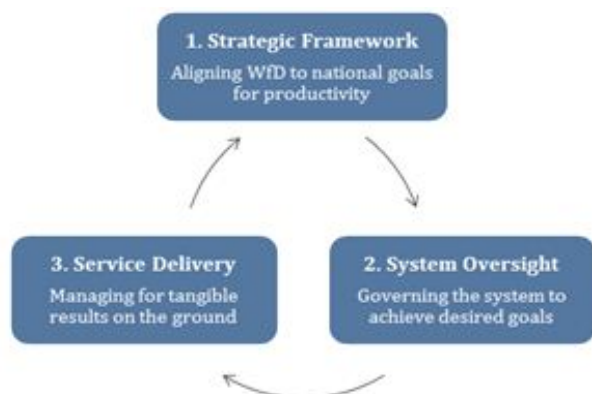 1. Strategic Framework
Aligning WfD to national goals
for productivity
2. System Oversight
Governing the system to
achieve desired goals
3. Service Delivery
Managing for tangible
results on the ground